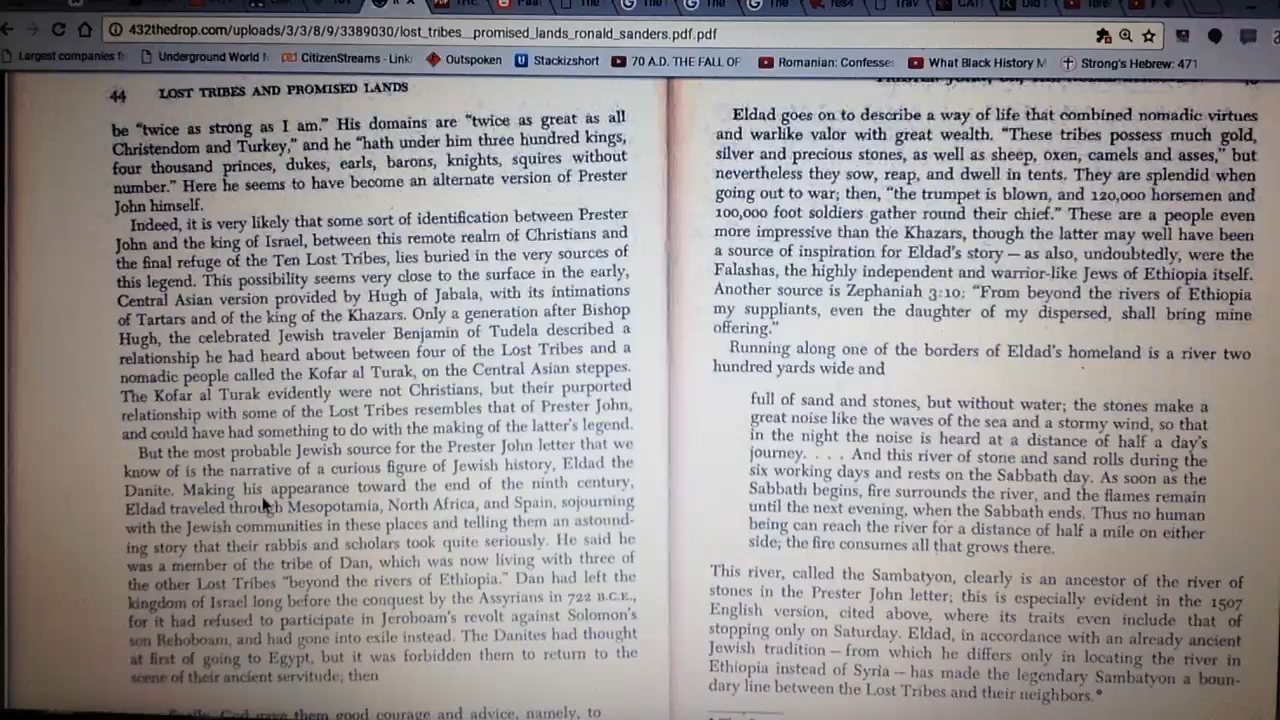 432thedrop.com/uploads/3/3/8/9/3389030/lost_tribes__promised_lands_ronald_sanders.pdf.pdf
Largest companies Underground World CitizenStreams - Link Outspoken Stackizshort 70 A.D. THE FALL OF Romanian: Confesse What Black History M Strong's Hebrew: 471
44 LOST TRIBES AND PROMISED LANDS
be "twice as strong as I am." His domains are "twice as great as all
Christendom and Turkey," and he "hath under him three hundred kings,
four thousand princes, dukes, earls, barons, knights, squires without
number." Here he seems to have become an alternate version of Prester
John himself.
Indeed, it is very likely that some sort of identification between Prester
John and the king of Israel, between this remote realm of Christians and
the final refuge of the Ten Lost Tribes, lies buried in the very sources of
this legend. This possibility seems very close to the surface in the early,
Central Asian version provided by Hugh of Jabala, with its intimations
of Tartars and of the king of the Khazars. Only a generation after Bishop
Hugh, the celebrated Jewish traveler Benjamin of Tudela described a
relationship he had heard about between four of the Lost Tribes and a
nomadic people called the Kofar al Turak, on the Central Asian steppes.
The Kofar al Turak evidently were not Christians, but their purported
relationship with some of the Lost Tribes resembles that of Prester John,
and could have had something to do with the making of the latter's legend.
But the most probable Jewish source for the Prester John letter that we
know of is the narrative of a curious figure of Jewish history, Eldad the
Danite. Making his appearance toward the end of the ninth century,
Eldad traveled through Mesopotamia, North Africa, and Spain, sojourning
with the Jewish communities in these places and telling them an astound-
ing story that their rabbis and scholars took quite seriously. He said he
was a member of the tribe of Dan, which was now living with three of
the other Lost Tribes "beyond the rivers of Ethiopia." Dan had left the
kingdom of Israel long before the conquest by the Assyrians in 722 B.C.E.,
for it had refused to participate in Jeroboam's revolt against Solomon's
son Rehoboam, and had gone into exile instead. The Danites had thought
at first of going to Egypt, but it was forbidden them to return to the
scene of their ancient servitude; then
God gave them good courage and advice, namely, to
Eldad goes on to describe a way of life that combined nomadic virtues
and warlike valor with great wealth. "These tribes possess much gold,
silver and precious stones, as well as sheep, oxen, camels and asses," but
nevertheless they sow, reap, and dwell in tents. They are splendid when
going out to war; then, "the trumpet is blown, and 120,000 horsemen and
100,000 foot soldiers gather round their chief." These are a people even
more impressive than the Khazars, though the latter may well have been
a source of inspiration for Eldad's story — as also, undoubtedly, were the
Falashas, the highly independent and warrior-like Jews of Ethiopia itself.
Another source is Zephaniah 3:10: "From beyond the rivers of Ethiopia
my suppliants, even the daughter of my dispersed, shall bring mine
offering."
Running along one of the borders of Eldad's homeland is a river two
hundred yards wide and
full of sand and stones, but without water; the stones make a
great noise like the waves of the sea and a stormy wind, so that
in the night the noise is heard at a distance of half a day's
journey. . . . And this river of stone and sand rolls during the
six working days and rests on the Sabbath day. As soon as the
Sabbath begins, fire surrounds the river, and the flames remain
until the next evening, when the Sabbath ends. Thus no human
being can reach the river for a distance of half a mile on either
side; the fire consumes all that grows there.
This river, called the Sambatyon, clearly is an ancestor of the river of
stones in the Prester John letter; this is especially evident in the 1507
English version, cited above, where its traits even include that of
stopping only on Saturday. Eldad, in accordance with an already ancient
Jewish tradition — from which he differs only in locating the river in
Ethiopia instead of Syria — has made the legendary Sambatyon a boun-
dary line between the Lost Tribes and their neighbors.*